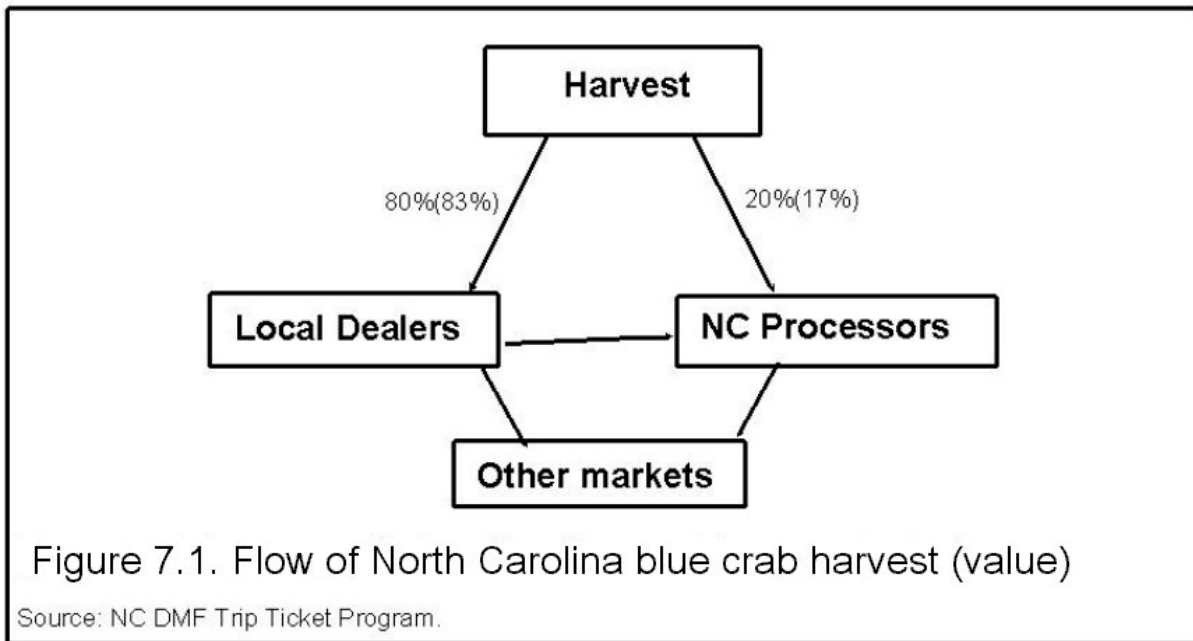 Harvest
80%(83%)
20%(17%)
Local Dealers
NC Processors
Other markets
Figure 7.1. Flow of North Carolina blue crab harvest (value)
Source: NC DMF Trip Ticket Program.